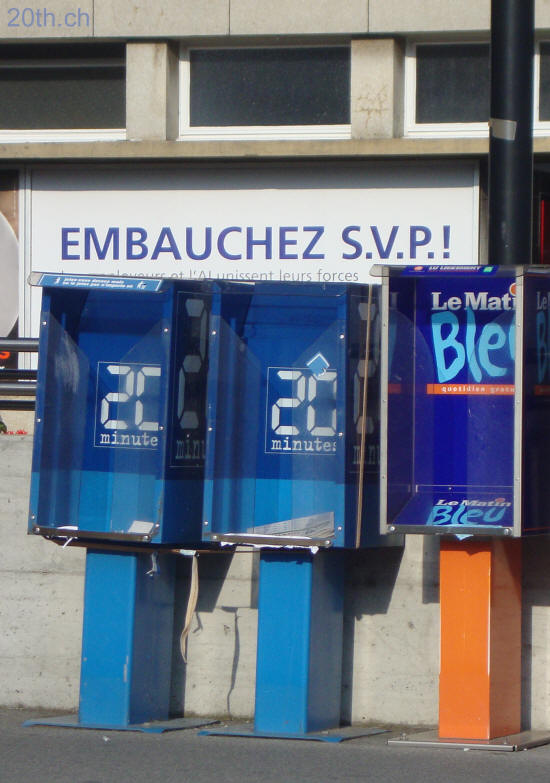 20th.ch
EMBAUCHEZ S.V.P.!
et l'AI unissent leurs forces
20
minutes
20
minutes
Le Matin
Bleu
quotidien gratuit
Le Matin
Bleu